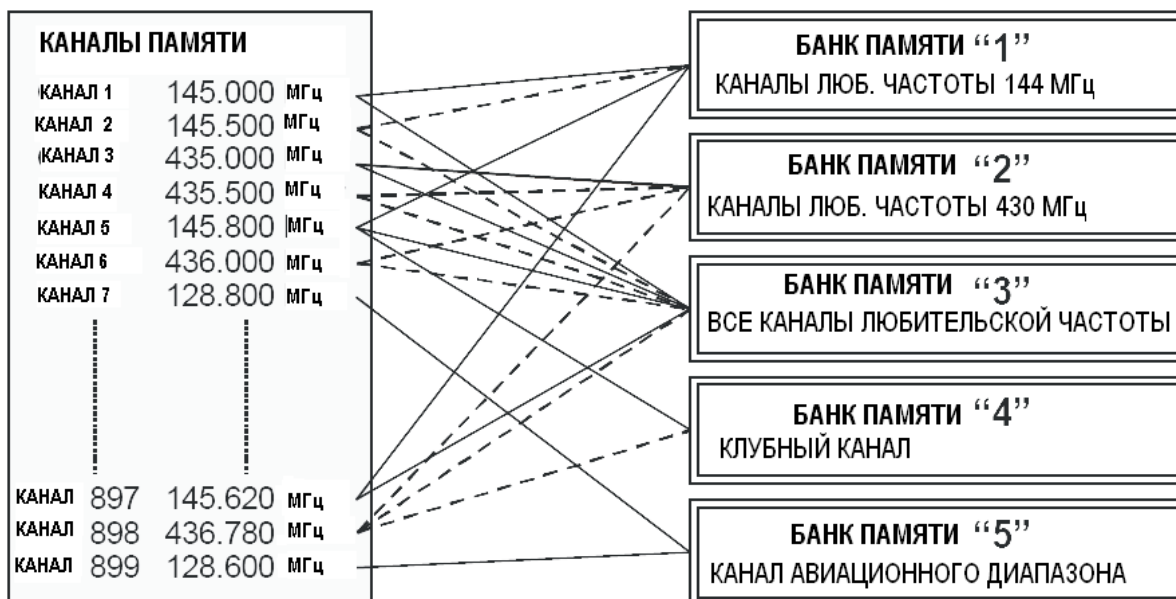 КАНАЛЫ ПАМЯТИ
КАНАЛ 1 145.000 МГц
КАНАЛ 2 145.500 МГц
КАНАЛ 3 435.000 МГц
КАНАЛ 4 435.500 МГц
КАНАЛ 5 145.800 МГц
КАНАЛ 6 436.000 МГц
КАНАЛ 7 128.800 МГц
КАНАЛ 897 145.620 МГц
КАНАЛ 898 436.780 МГц
КАНАЛ 899 128.600 МГц
БАНК ПАМЯТИ “1”
КАНАЛЫ ЛЮБ. ЧАСТОТЫ 144 МГц
БАНК ПАМЯТИ “2”
КАНАЛЫ ЛЮБ. ЧАСТОТЫ 430 МГц
БАНК ПАМЯТИ “3”
ВСЕ КАНАЛЫ ЛЮБИТЕЛЬСКОЙ ЧАСТОТЫ
БАНК ПАМЯТИ “4”
КЛУБНЫЙ КАНАЛ
БАНК ПАМЯТИ “5”
КАНАЛ АВИАЦИОННОГО ДИАПАЗОНА